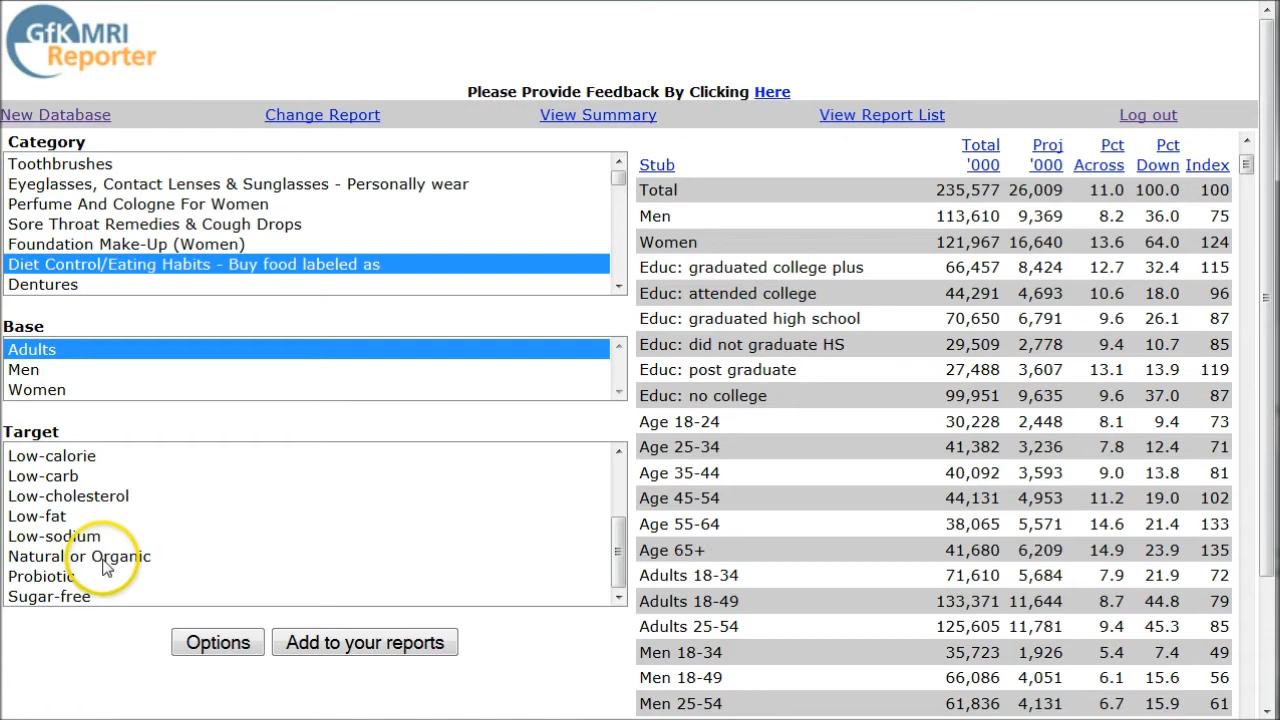 GfK MRI
Reporter
Please Provide Feedback By Clicking Here
New Database Change Report View Summary View Report List Log out
Category
Toothbrushes
Eyeglasses, Contact Lenses & Sunglasses - Personally wear
Perfume And Cologne For Women
Sore Throat Remedies & Cough Drops
Foundation Make-Up (Women)
Diet Control/Eating Habits - Buy food labeled as
Dentures
Base
Adults
Men
Women
Target
Low-calorie
Low-carb
Low-cholesterol
Low-fat
Low-sodium
Natural or Organic
Probiotic
Sugar-free
Options Add to your reports
Stub Total '000 Proj '000 Pct Across Pct Down Index
Total 235,577 26,009 11.0 100.0 100
Men 113,610 9,369 8.2 36.0 75
Women 121,967 16,640 13.6 64.0 124
Educ: graduated college plus 66,457 8,424 12.7 32.4 115
Educ: attended college 44,291 4,693 10.6 18.0 96
Educ: graduated high school 70,650 6,791 9.6 26.1 87
Educ: did not graduate HS 29,509 2,778 9.4 10.7 85
Educ: post graduate 27,488 3,607 13.1 13.9 119
Educ: no college 99,951 9,635 9.6 37.0 87
Age 18-24 30,228 2,448 8.1 9.4 73
Age 25-34 41,382 3,236 7.8 12.4 71
Age 35-44 40,092 3,593 9.0 13.8 81
Age 45-54 44,131 4,953 11.2 19.0 102
Age 55-64 38,065 5,571 14.6 21.4 133
Age 65+ 41,680 6,209 14.9 23.9 135
Adults 18-34 71,610 5,684 7.9 21.9 72
Adults 18-49 133,371 11,644 8.7 44.8 79
Adults 25-54 125,605 11,781 9.4 45.3 85
Men 18-34 35,723 1,926 5.4 7.4 49
Men 18-49 66,086 4,051 6.1 15.6 56
Men 25-54 61,836 4,131 6.7 15.9 61